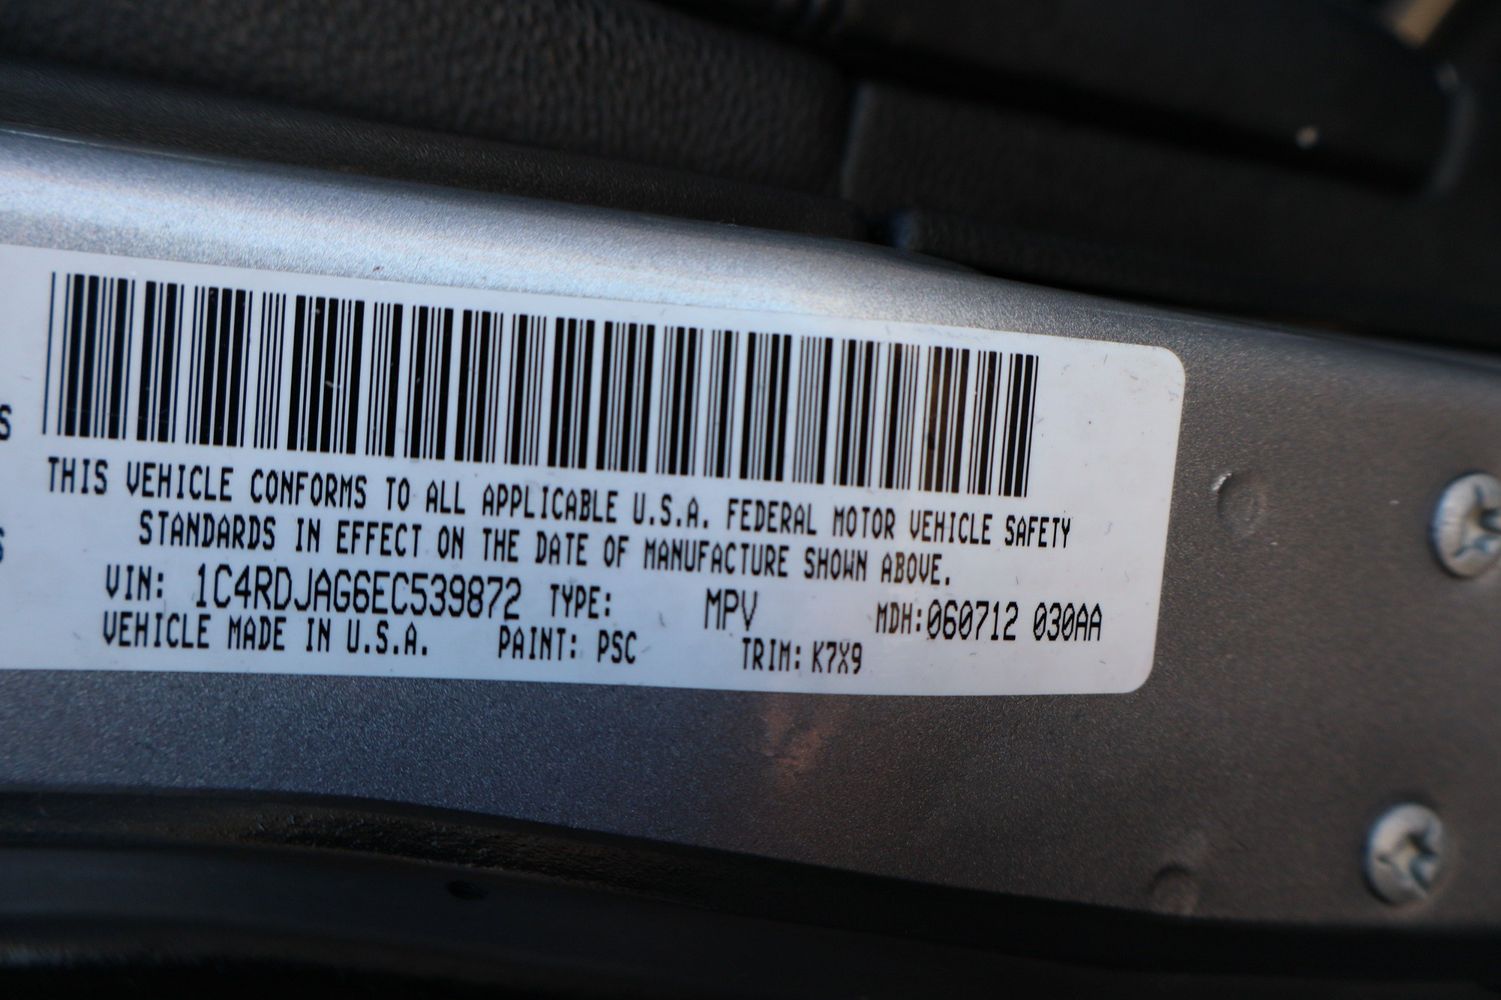 S
THIS VEHICLE CONFORMS TO ALL APPLICABLE U.S.A. FEDERAL MOTOR VEHICLE SAFETY
STANDARDS IN EFFECT ON THE DATE OF MANUFACTURE SHOWN ABOVE.
S
VIN: 1C4RDJAG6EC539872 TYPE: MPV MDH:060712 030AA
VEHICLE MADE IN U.S.A. PAINT: PSC TRIM: K7X9